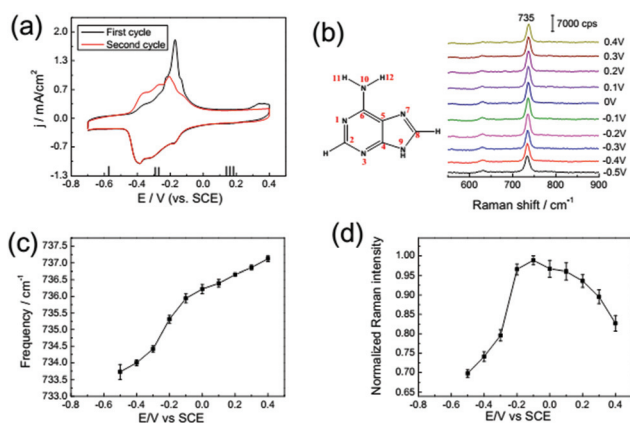 (a)
First cycle
Second cycle
j / mA/cm²
2.0
1.3
0.7
0.0
-0.7
-1.3
-0.8 -0.6 -0.4 -0.2 0.0 0.2 0.4
E / V (vs. SCE)
(b)
H 11 N 10 H 12
1 N 6 5 N 7
2 4 8 H
H N 3 9 N
H
735
7000 cps
0.4V
0.3V
0.2V
0.1V
0V
-0.1V
-0.2V
-0.3V
-0.4V
-0.5V
600 700 800 900
Raman shift / cm⁻¹
(c)
Frequency / cm⁻¹
737.5
737.0
736.5
736.0
735.5
735.0
734.5
734.0
733.5
733.0
-0.8 -0.6 -0.4 -0.2 0.0 0.2 0.4
E/V vs SCE
(d)
Normalized Raman intensity
1.00
0.95
0.90
0.85
0.80
0.75
0.70
0.65
-0.8 -0.6 -0.4 -0.2 0.0 0.2 0.4
E/V vs SCE